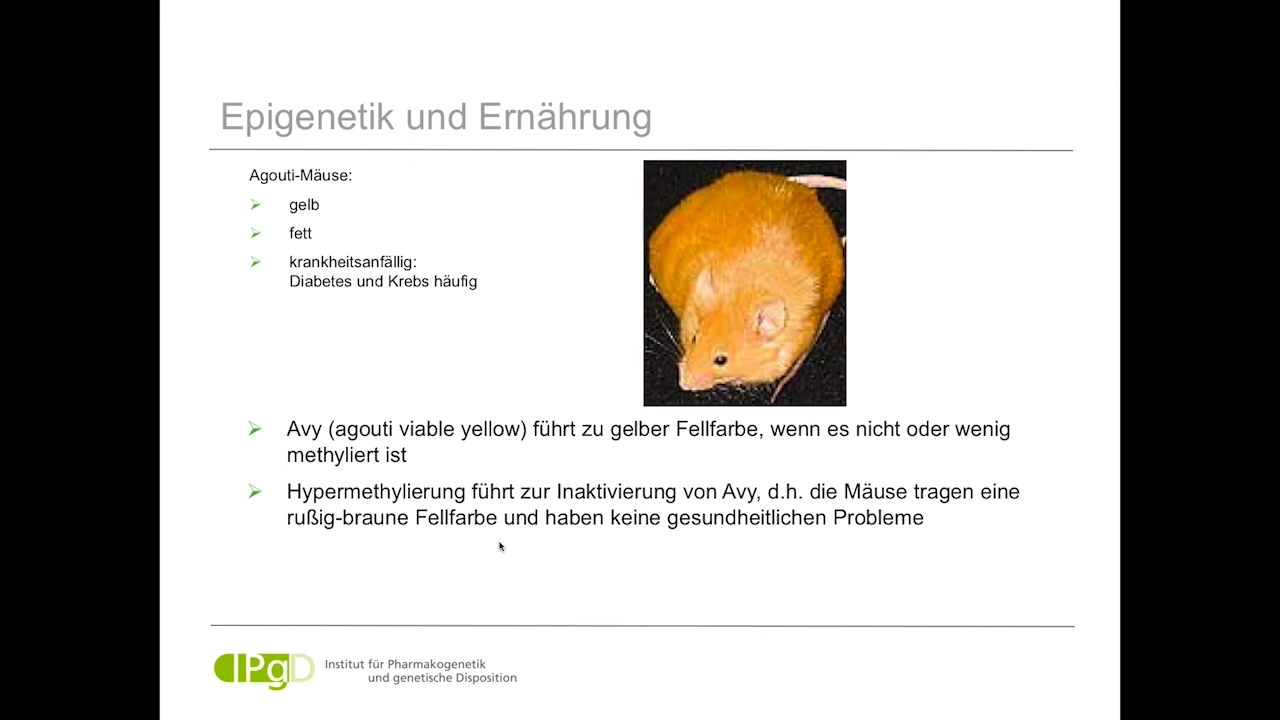 Epigenetik und Ernährung
Agouti-Mäuse:
gelb
fett
krankheitsanfällig:
Diabetes und Krebs häufig
Avy (agouti viable yellow) führt zu gelber Fellfarbe, wenn es nicht oder wenig
methyliert ist
Hypermethylierung führt zur Inaktivierung von Avy, d.h. die Mäuse tragen eine
rußig-braune Fellfarbe und haben keine gesundheitlichen Probleme
IPgD
Institut für Pharmakogenetik
und genetische Disposition